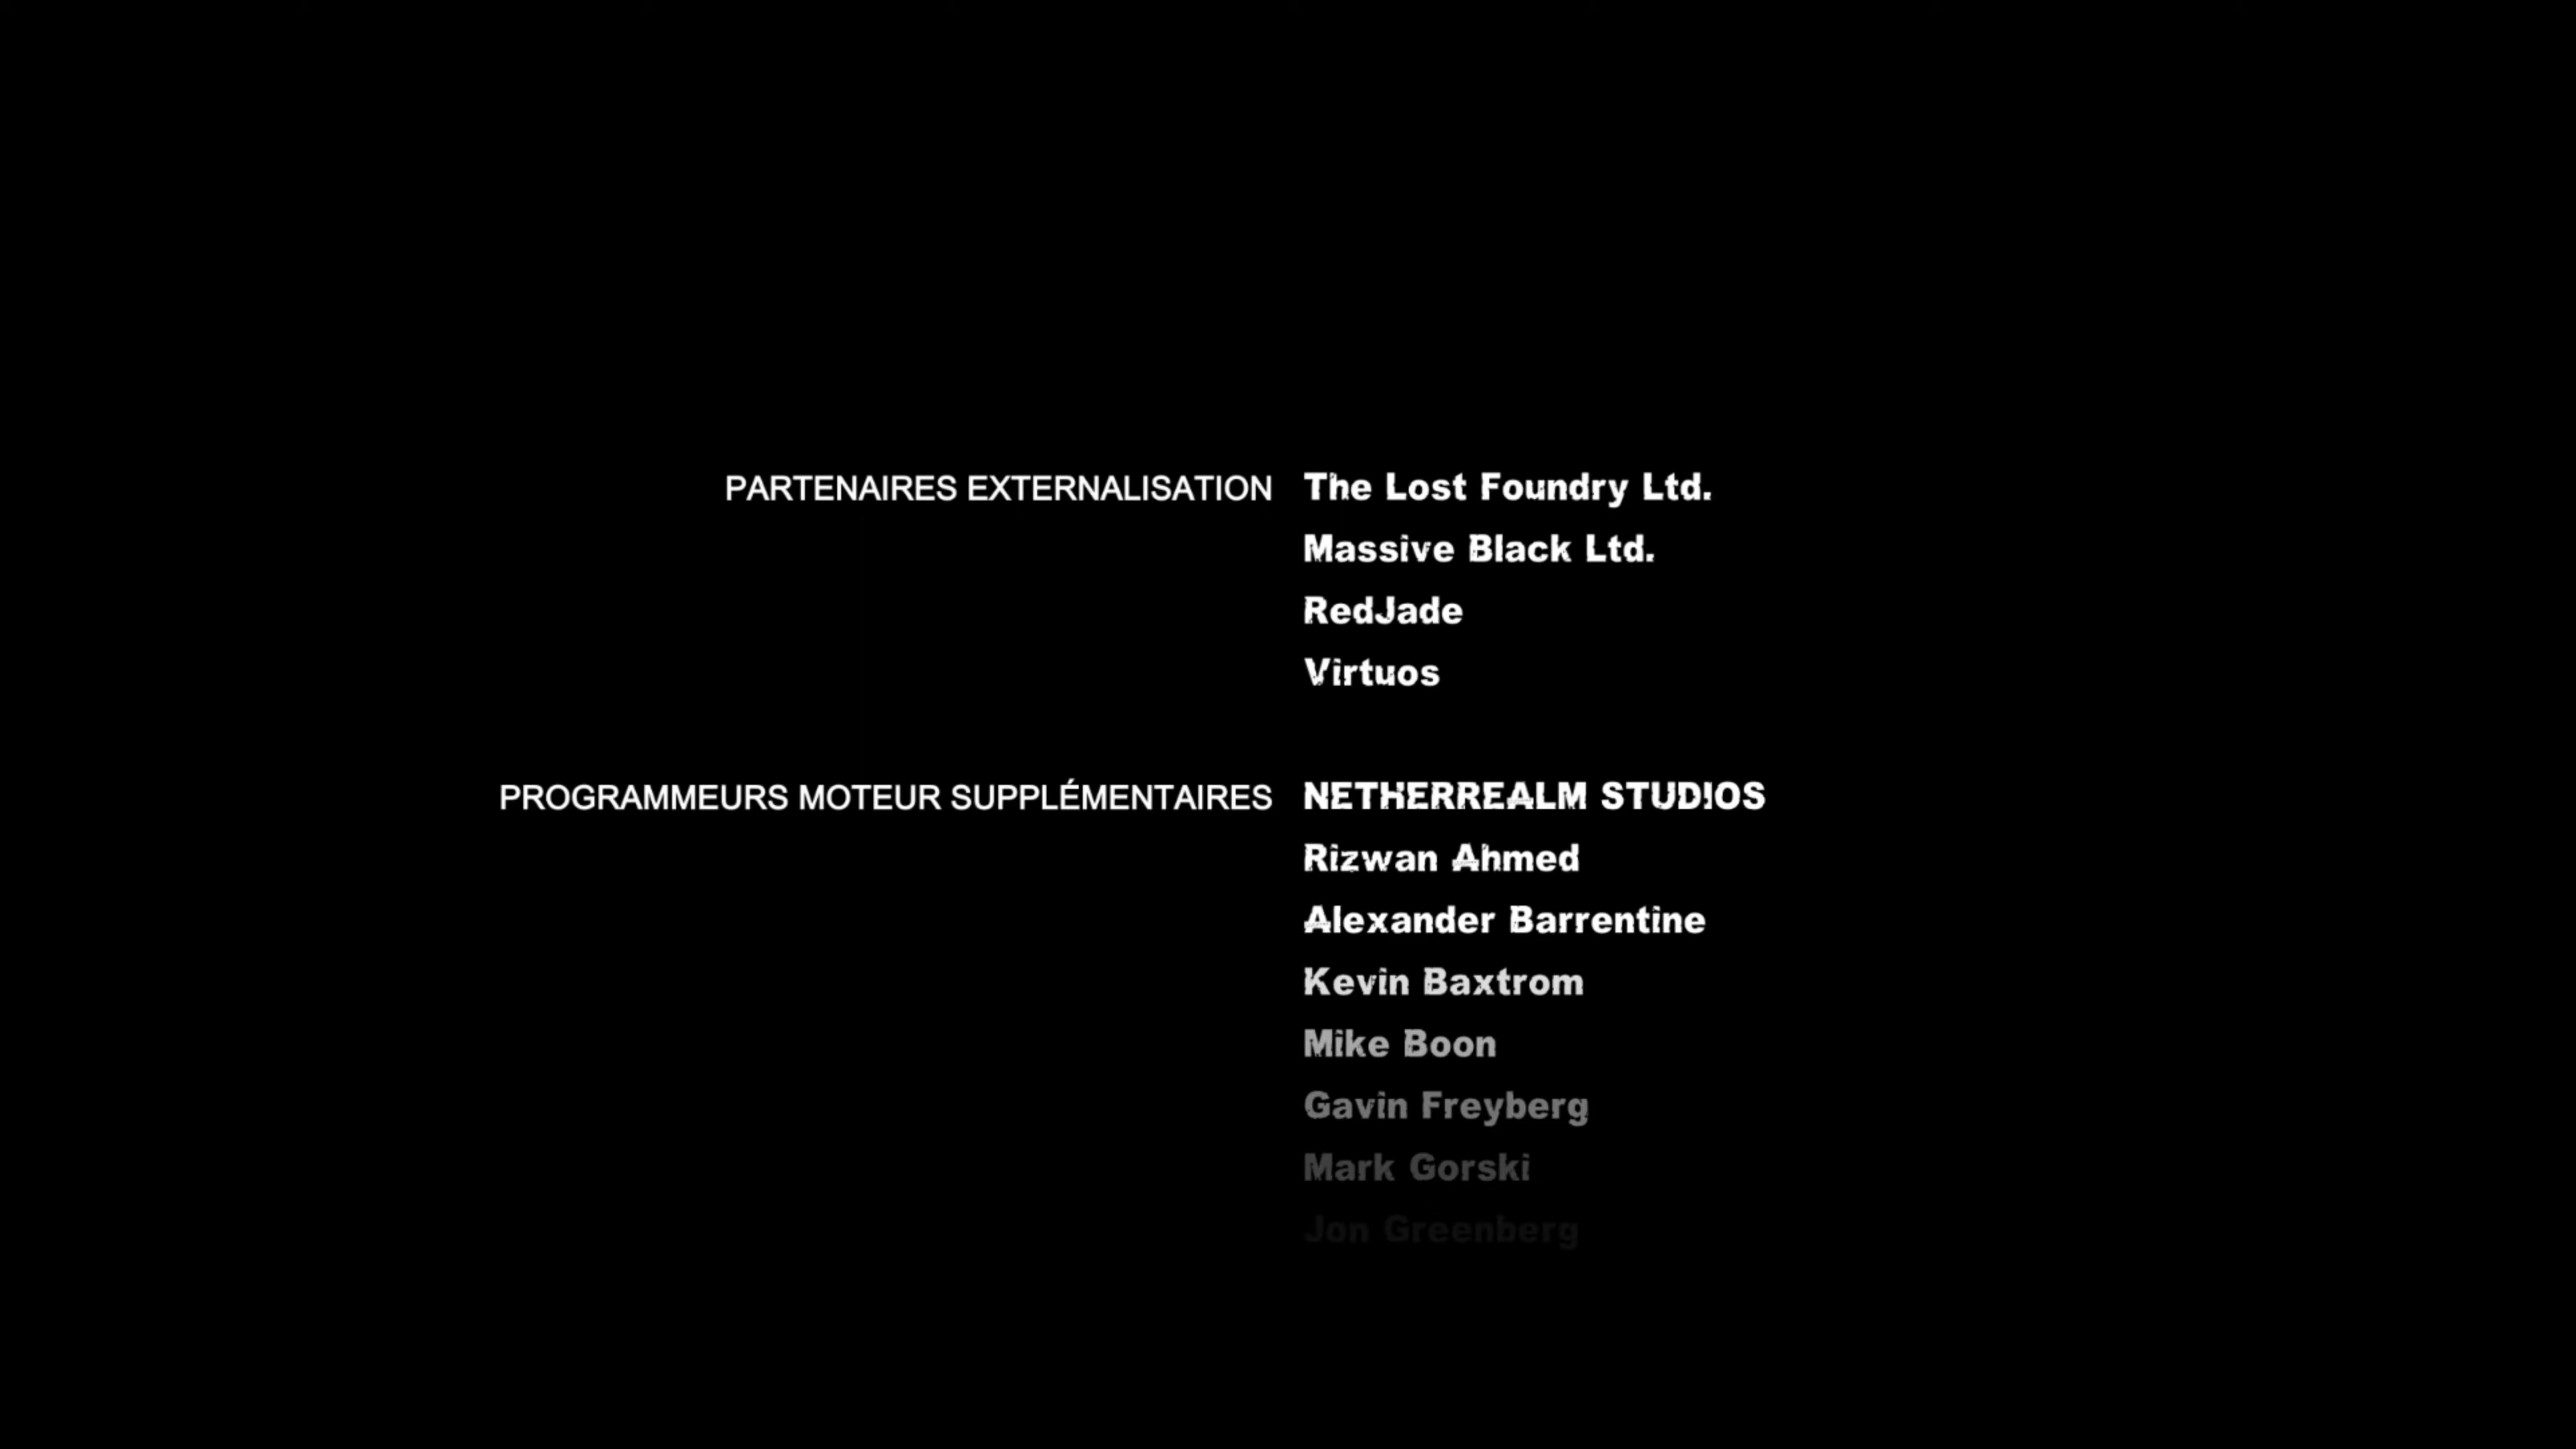 PARTENAIRES EXTERNALISATION The Lost Foundry Ltd.
Massive Black Ltd.
RedJade
Virtuos
PROGRAMMEURS MOTEUR SUPPLÉMENTAIRES NETHERREALM STUDIOS
Rizwan Ahmed
Alexander Barrentine
Kevin Baxtrom
Mike Boon
Gavin Freyberg
Mark Gorski
Jon Greenberg